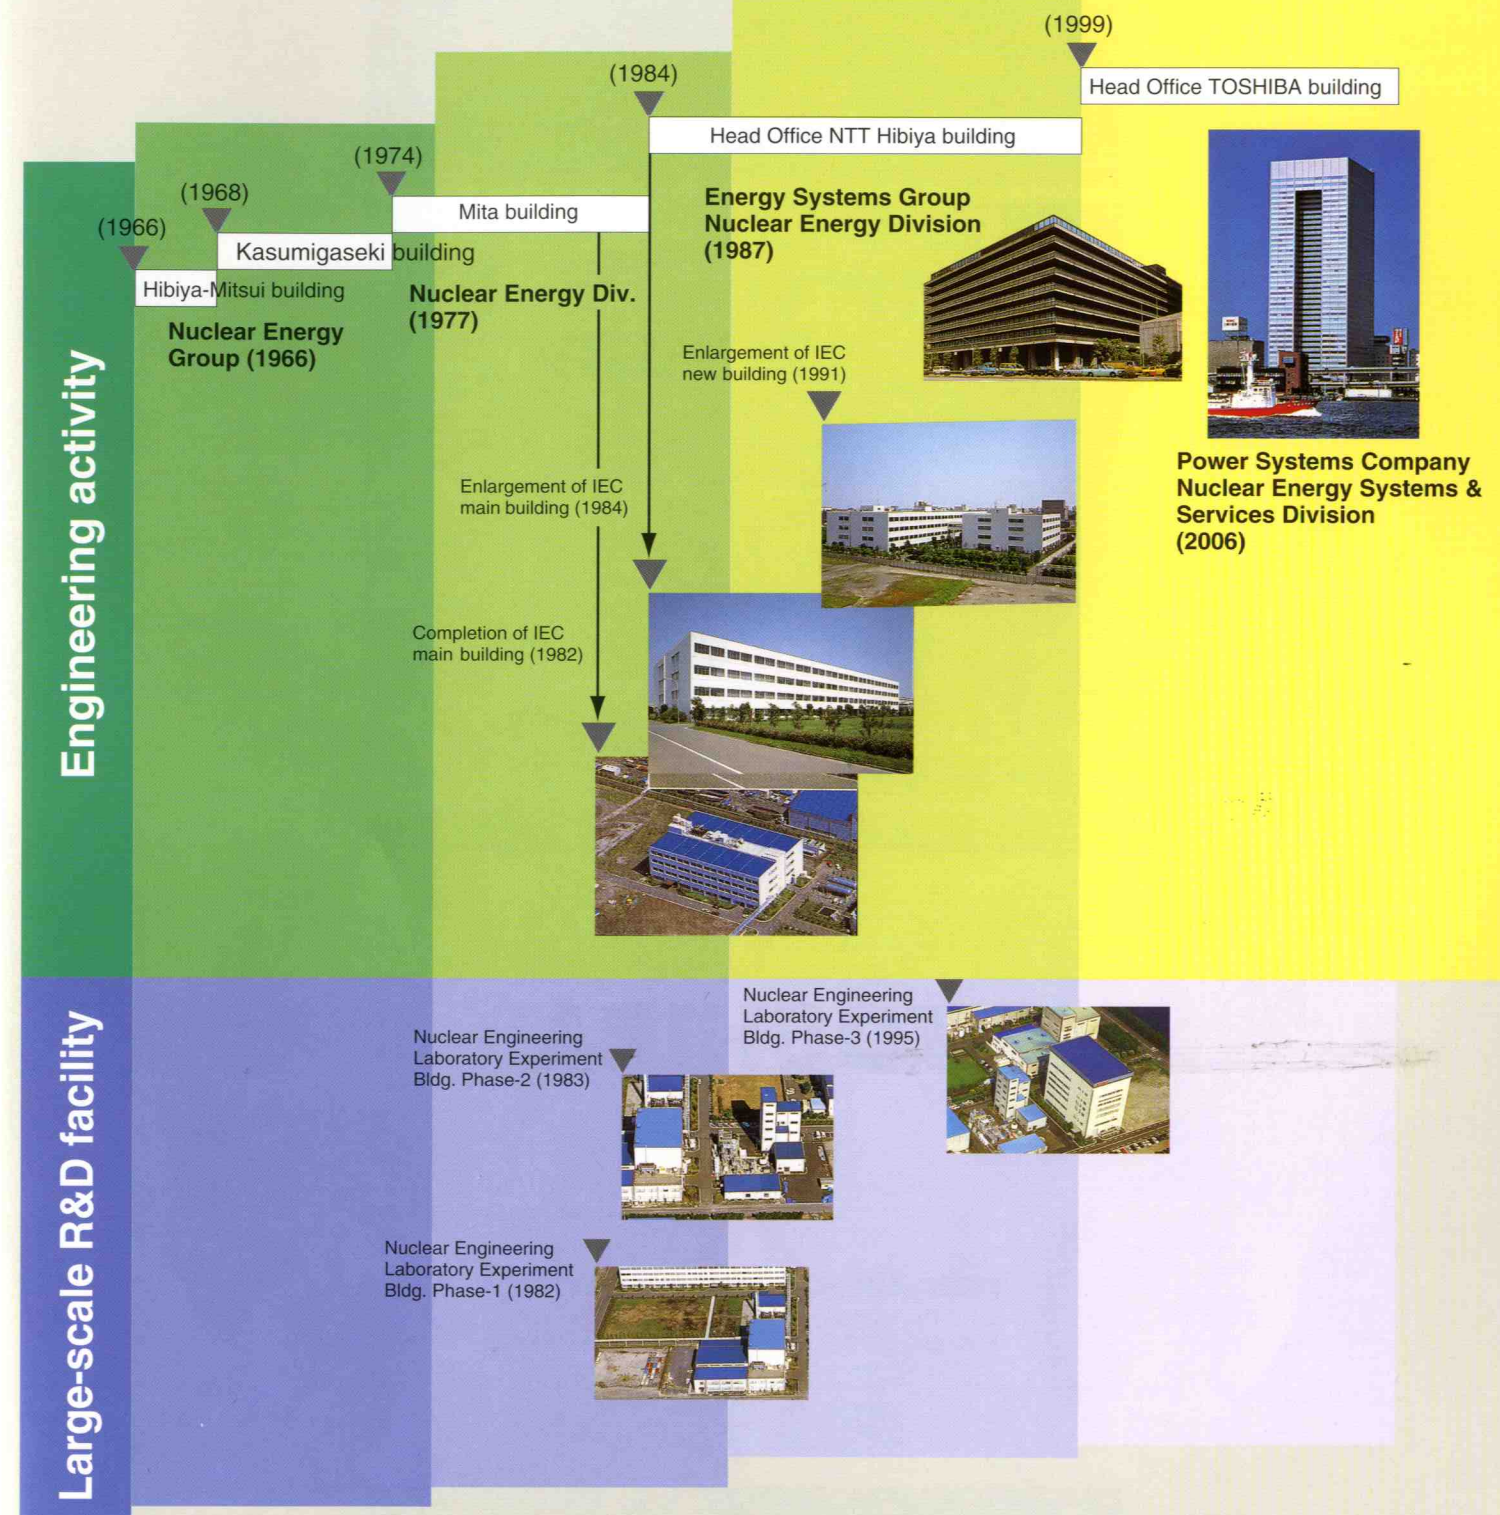 (1999)
Head Office TOSHIBA building
(1984)
Head Office NTT Hibiya building
(1974)
Mita building
(1968)
Kasumigaseki building
(1966)
Hibiya-Mitsui building
Nuclear Energy
Group (1966)
Nuclear Energy Div.
(1977)
Energy Systems Group
Nuclear Energy Division
(1987)
Power Systems Company
Nuclear Energy Systems &
Services Division
(2006)
Enlargement of IEC
new building (1991)
Enlargement of IEC
main building (1984)
Completion of IEC
main building (1982)
Engineering activity
Nuclear Engineering
Laboratory Experiment
Bldg. Phase-3 (1995)
Nuclear Engineering
Laboratory Experiment
Bldg. Phase-2 (1983)
Nuclear Engineering
Laboratory Experiment
Bldg. Phase-1 (1982)
Large-scale R&D facility